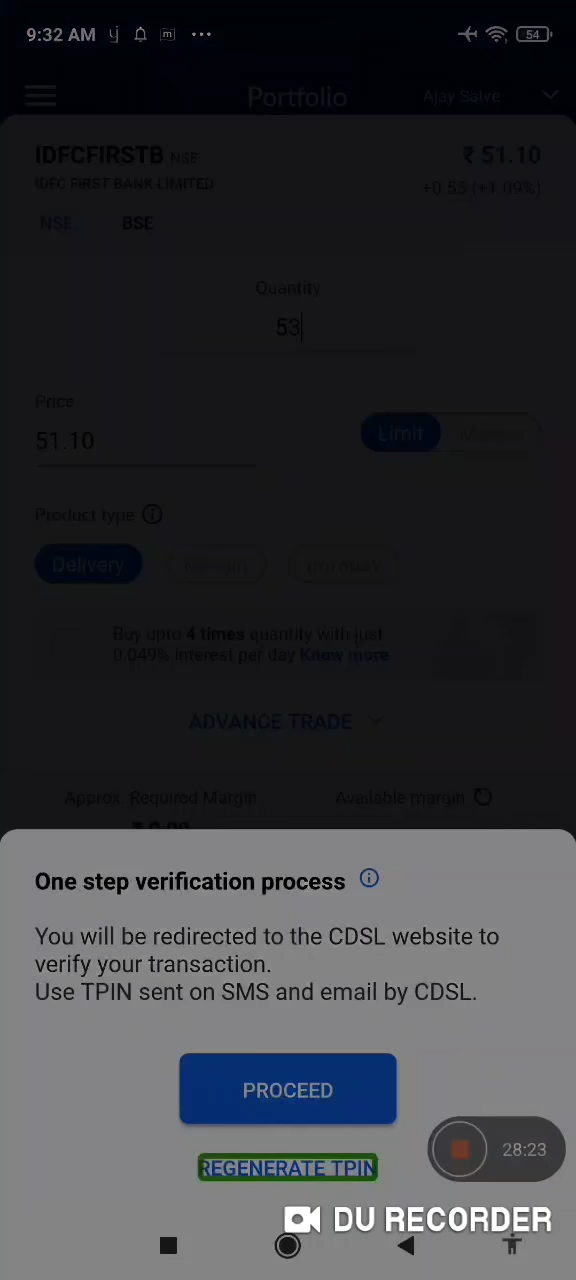 9:32 AM
54
Portfolio
Ajay Salve
IDFCFIRSTB NSE
₹ 51.10
IDFC FIRST BANK LIMITED
+0.55 (+1.09%)
NSE BSE
Quantity
53
Price
51.10
Limit
Market
Product type
Delivery
Buy upto 4 times quantity with just
0.049% interest per day Know more
ADVANCE TRADE
Approx. Required Margin
Available margin
One step verification process
You will be redirected to the CDSL website to
verify your transaction.
Use TPIN sent on SMS and email by CDSL.
PROCEED
28:23
REGENERATE TPIN
DU RECORDER